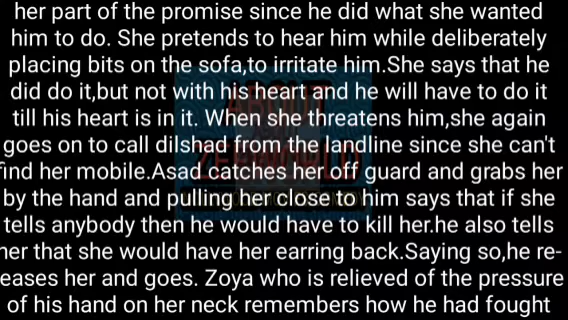 her part of the promise since he did what she wanted
him to do. She pretends to hear him while deliberately
placing bits on the sofa,to irritate him.She says that he
did do it,but not with his heart and he will have to do it
till his heart is in it. When she threatens him,she again
goes on to call dilshad from the landline since she can't
find her mobile.Asad catches her off guard and grabs her
by the hand and pulling her close to him says that if she
tells anybody then he would have to kill her.he also tells
her that she would have her earring back.Saying so,he re-
eases her and goes. Zoya who is relieved of the pressure
of his hand on her neck remembers how he had fought